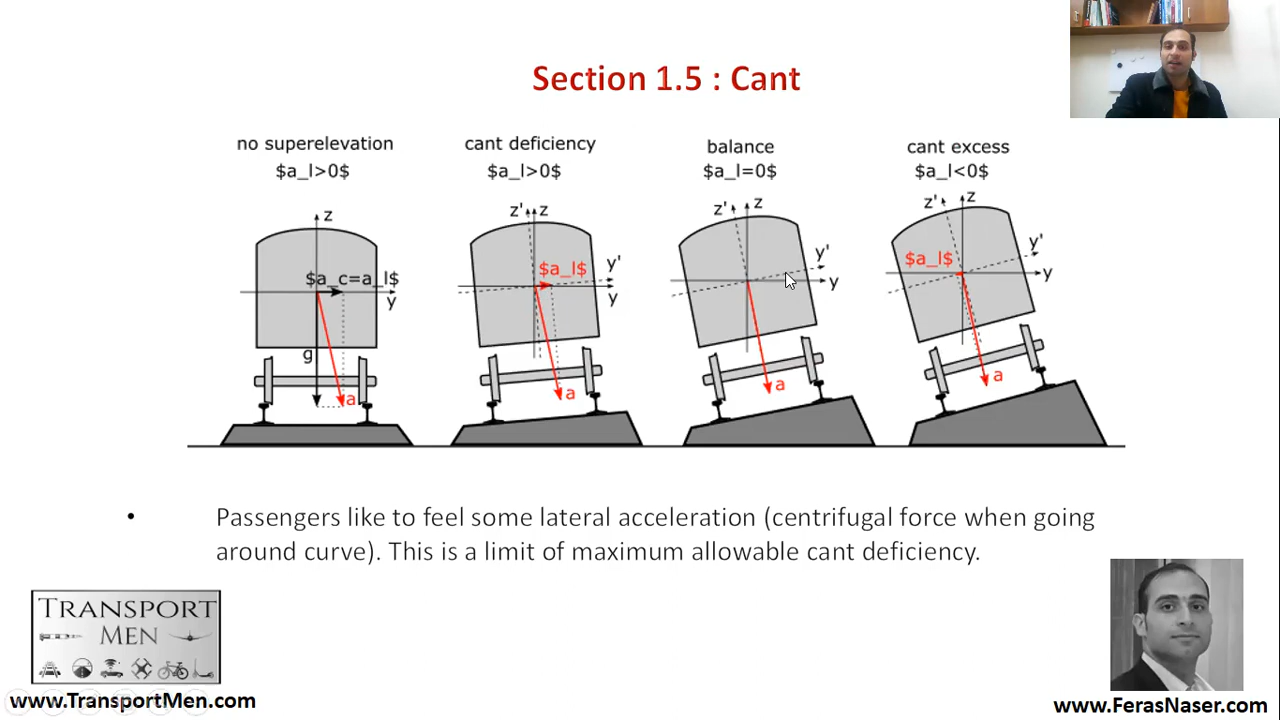 Section 1.5 : Cant
no superelevation
$a_l>0$
cant deficiency
$a_l>0$
balance
$a_l=0$
cant excess
$a_l<0$
z
$a_c=a_l$
y
g
a
z' z
$a_l$
y'
y
a
z' z
y'
y
a
z' z
$a_l$
y'
y
a
• Passengers like to feel some lateral acceleration (centrifugal force when going
around curve). This is a limit of maximum allowable cant deficiency.
TRANSPORT
MEN
www.TransportMen.com
www.FerasNaser.com